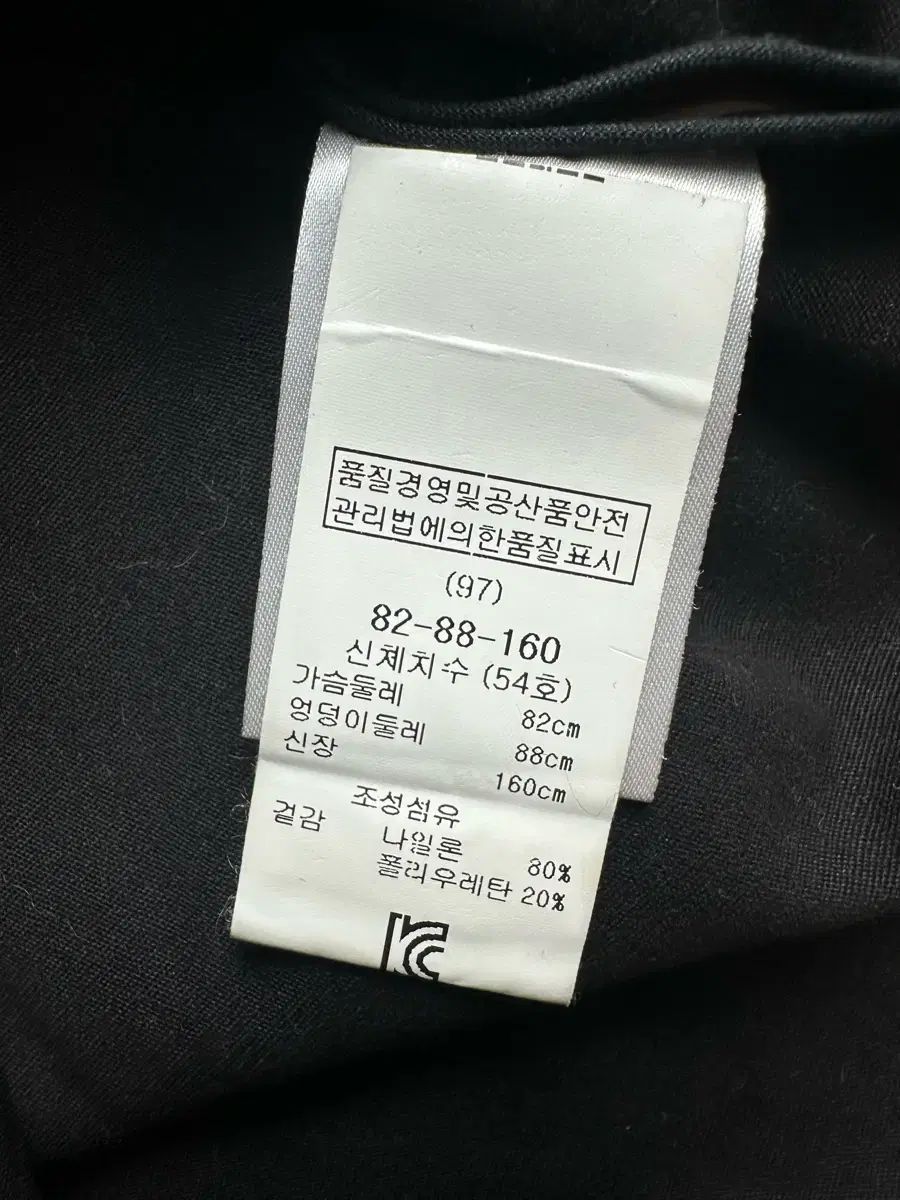 품질경영및공산품안전
관리법에의한품질표시
(97)
82-88-160
신체치수 (54호)
가슴둘레 82cm
엉덩이둘레 88cm
신장 160cm
조성섬유
겉감 나일론 80%
폴리우레탄 20%